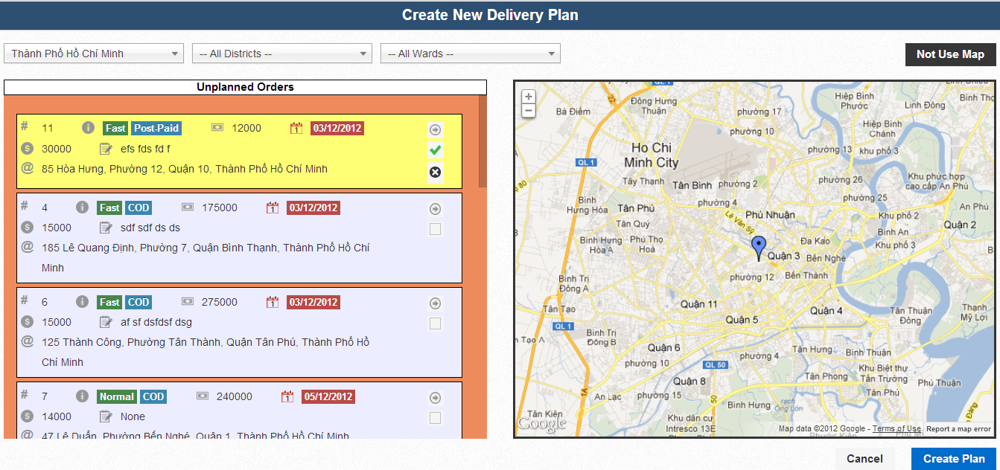 Create New Delivery Plan
Thành Phố Hồ Chí Minh
-- All Districts --
-- All Wards --
Not Use Map
Unplanned Orders
# 11 Fast Post-Paid 12000 1 03/12/2012
$ 30000 efs fds fd f
@ 85 Hòa Hưng, Phường 12, Quận 10, Thành Phố Hồ Chí Minh
# 4 Fast COD 175000 1 03/12/2012
$ 15000 sdf sdf ds ds
@ 185 Lê Quang Định, Phường 7, Quận Bình Thạnh, Thành Phố Hồ Chí
Minh
# 6 Fast COD 275000 1 03/12/2012
$ 15000 af sf dsfdsf dsg
@ 125 Thành Công, Phường Tân Thành, Quận Tân Phú, Thành Phố Hồ
Chí Minh
# 7 Normal COD 240000 1 05/12/2012
$ 14000 None
@ 47 Lê Duẩn, Phường Bến Nghé, Quận 1, Thành Phố Hồ Chí Minh
+
−
QL 1
22
Đông Hưng
Thuận
Bà Điểm
phường 17
Hiệp Bình
Phước
Linh Đông
phường 10
Hiệp Bình
Chánh
Ho Chi
Minh City
phường 13
khu phố 3
QL 1
Tây Thạnh
Tân Bình
phường 2
phường 26
Khu phức hợp
cao cấp An Phú
Bình
Hưng Hòa
Tân Phú
phường 4
phường 25
An Phú
Tân Quý
Lê Văn Sỹ
Phú Nhuận
Khu phố 2
Quận 2
Bình An
Khu phố 3
Bình Hưng
Hòa A
Phú Thọ
Hoà
Đa Kao
Quận 3
Bến Nghé
Bình Trị
Đông A
phường 12
Bến Thành
Tân Tạo
Quận 11
Quận 4
Tân Thuận
Đông
Thạnh
Mỹ Lợi
Quận 5
QL 1
Bình Trị
Đông B
Quận 6
Tân Hưng
Bình Thuận
phường 10
QL 50
phường 4
Khu Biệt thự
Tân Trường
Tân Phú
Tân Phong
Phú Thuận
Quận 8
1A
An Lạc
phường 15
50
Bình Hưng
rạch
Ông Lớn
Tân Kiên
Khu dân cư
Intresco 13E
Google
Map data ©2012 Google - Terms of Use Report a map error
Cancel
Create Plan